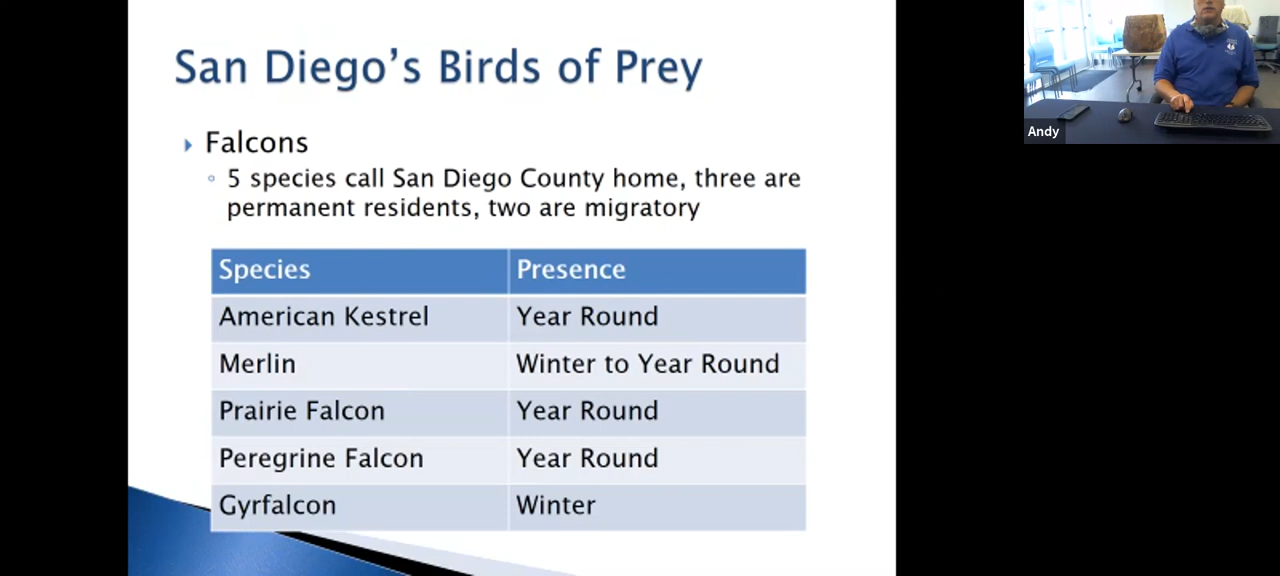 San Diego's Birds of Prey
Falcons
5 species call San Diego County home, three are
permanent residents, two are migratory
Species Presence
American Kestrel Year Round
Merlin Winter to Year Round
Prairie Falcon Year Round
Peregrine Falcon Year Round
Gyrfalcon Winter
Andy